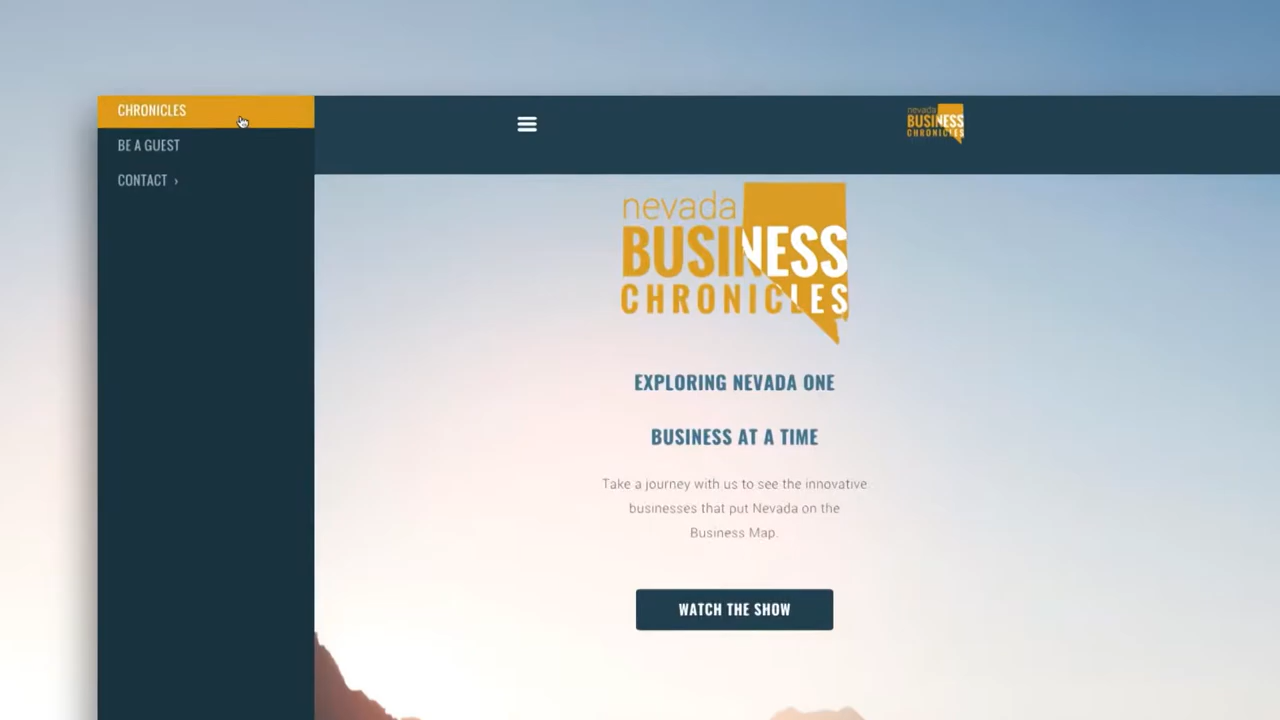 CHRONICLES
BE A GUEST
CONTACT ›
nevada
BUSINESS
CHRONICLES
nevada
BUSINESS
CHRONICLES
EXPLORING NEVADA ONE
BUSINESS AT A TIME
Take a journey with us to see the innovative
businesses that put Nevada on the
Business Map.
WATCH THE SHOW